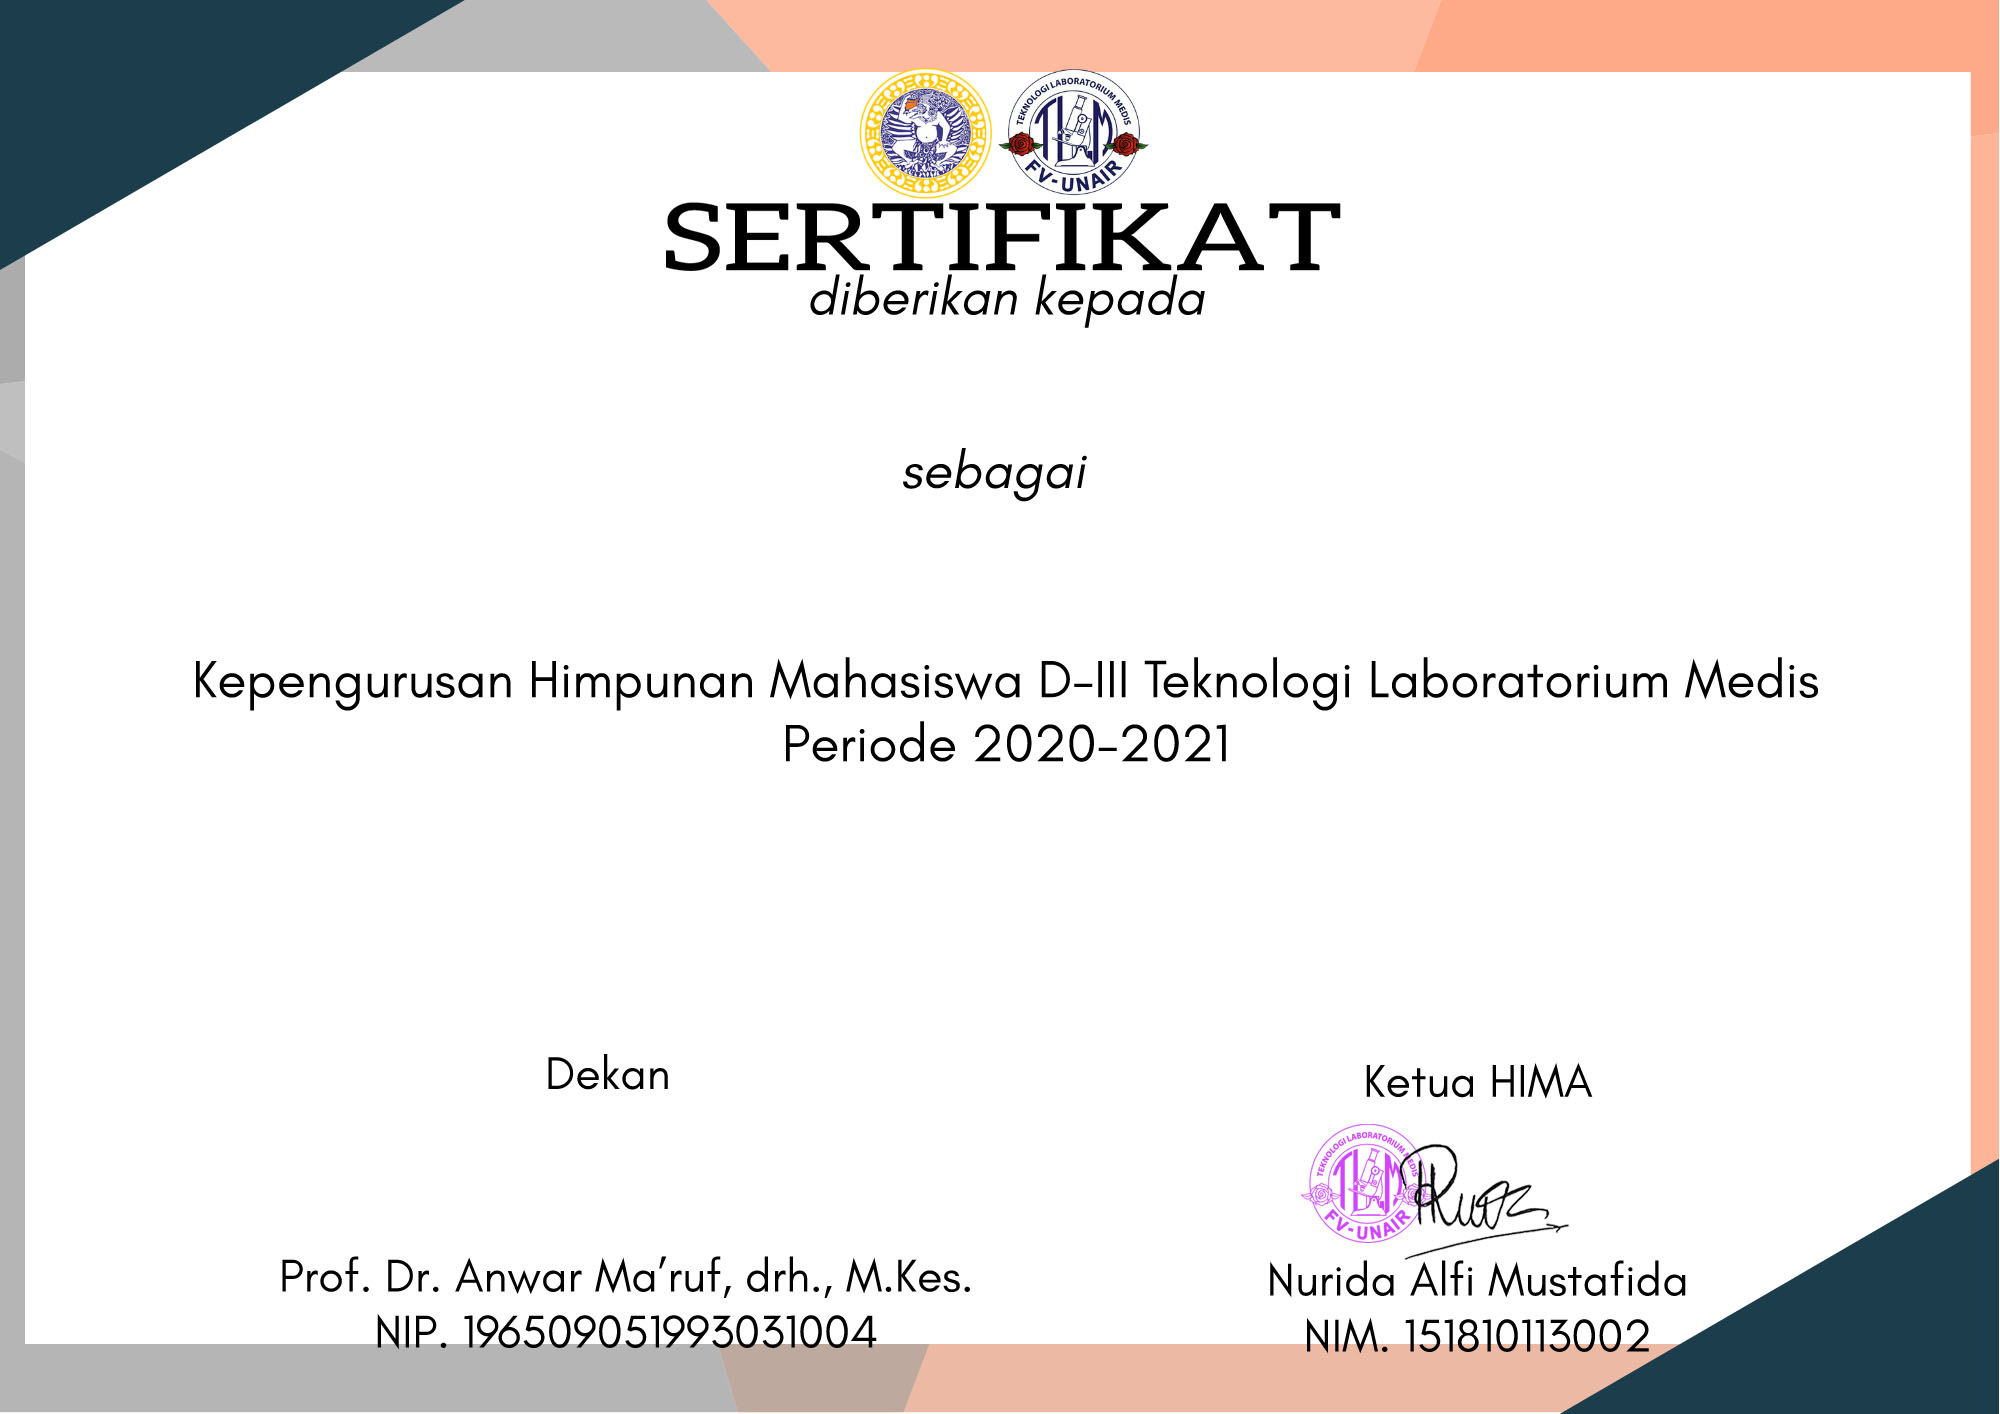 TEKNOLOGI LABORATORIUM MEDIS
TLM
FV-UNAIR
SERTIFIKAT
diberikan kepada
sebagai
Kepengurusan Himpunan Mahasiswa D-III Teknologi Laboratorium Medis
Periode 2020-2021
Dekan
Ketua HIMA
TEKNOLOGI LABORATORIUM MEDIS
TLM
FV-UNAIR
Prof. Dr. Anwar Ma’ruf, drh., M.Kes.
NIP. 196509051993031004
Nurida Alfi Mustafida
NIM. 151810113002